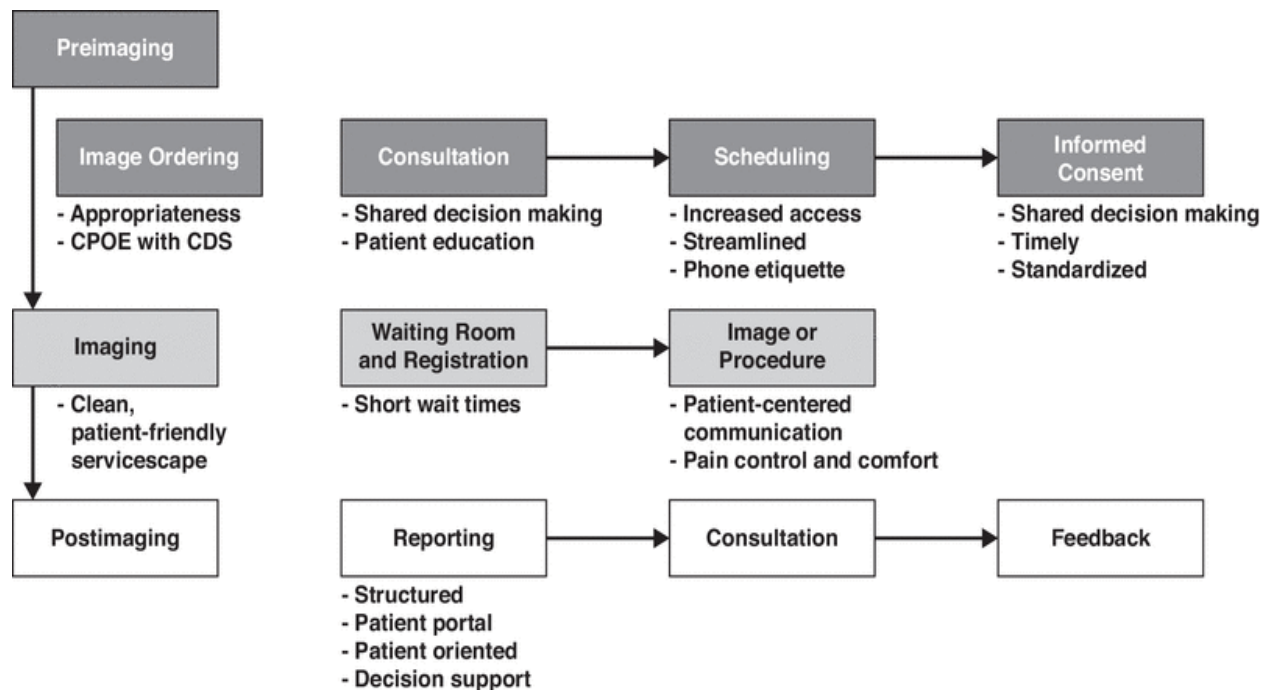 Preimaging
Image Ordering
- Appropriateness
- CPOE with CDS
Consultation
- Shared decision making
- Patient education
Scheduling
- Increased access
- Streamlined
- Phone etiquette
Informed
Consent
- Shared decision making
- Timely
- Standardized
Imaging
- Clean,
patient-friendly
servicescape
Waiting Room
and Registration
- Short wait times
Image or
Procedure
- Patient-centered
communication
- Pain control and comfort
Postimaging
Reporting
- Structured
- Patient portal
- Patient oriented
- Decision support
Consultation
Feedback